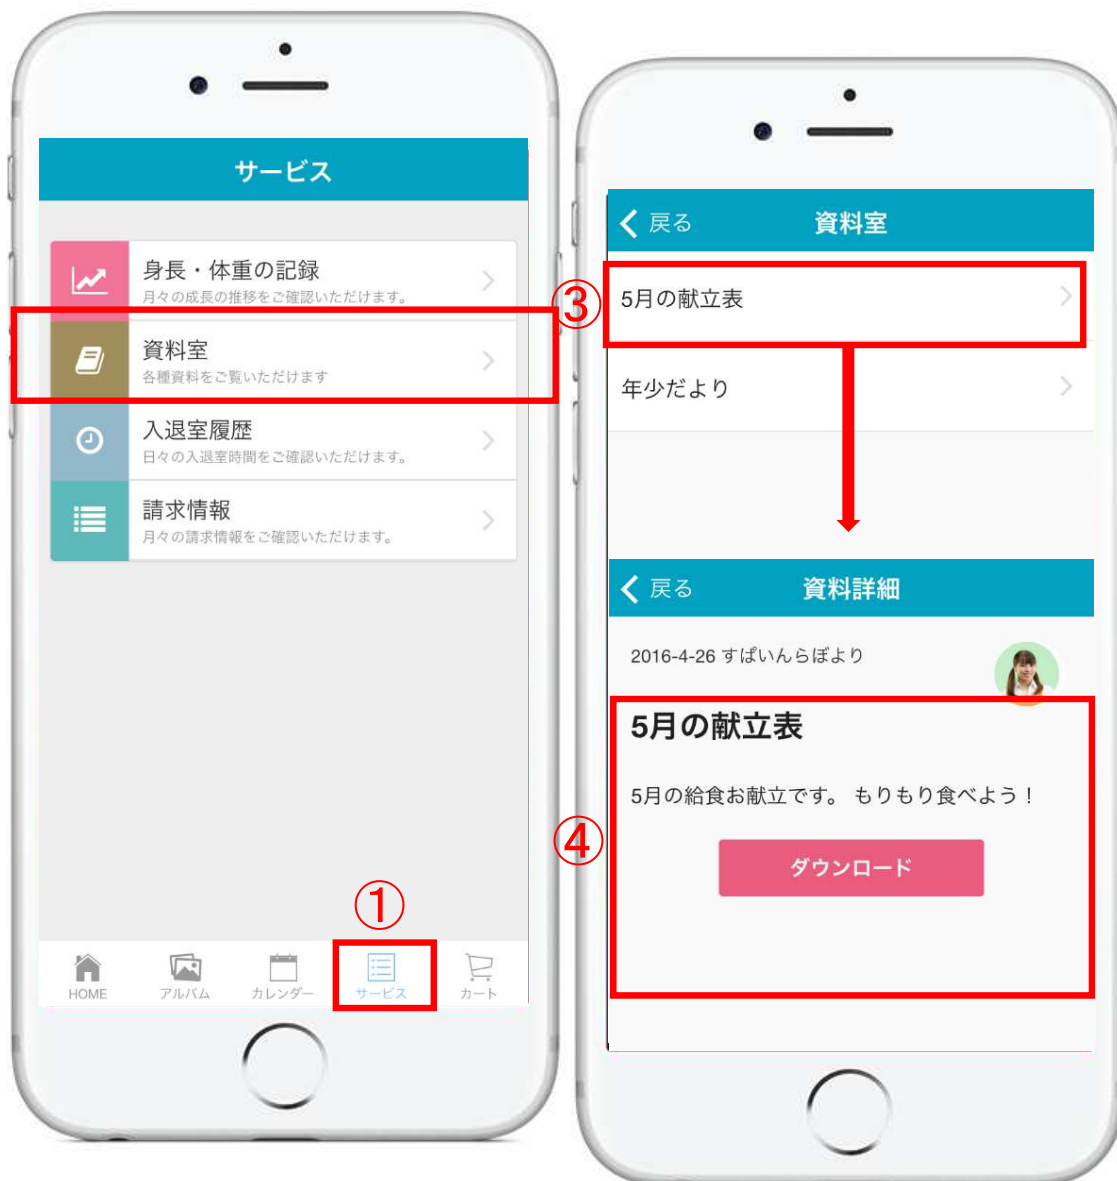 サービス
身長・体重の記録
月々の成長の推移をご確認いただけます。
資料室
各種資料をご覧いただけます
入退室履歴
日々の入退室時間をご確認いただけます。
請求情報
月々の請求情報をご確認いただけます。
①
HOME
アルバム
カレンダー
サービス
カート
戻る
資料室
③
5月の献立表
年少だより
戻る
資料詳細
2016-4-26 すぱいんらぼより
④
5月の献立表
5月の給食お献立です。 もりもり食べよう！
ダウンロード